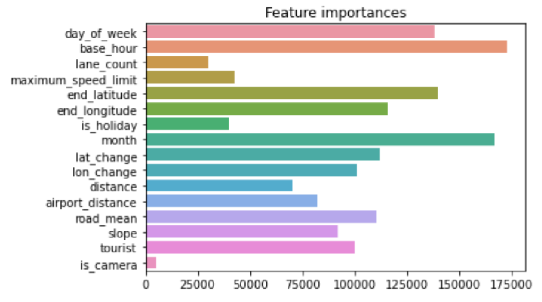 Feature importances
day_of_week
base_hour
lane_count
maximum_speed_limit
end_latitude
end_longitude
is_holiday
month
lat_change
lon_change
distance
airport_distance
road_mean
slope
tourist
is_camera
0 25000 50000 75000 100000 125000 150000 175000